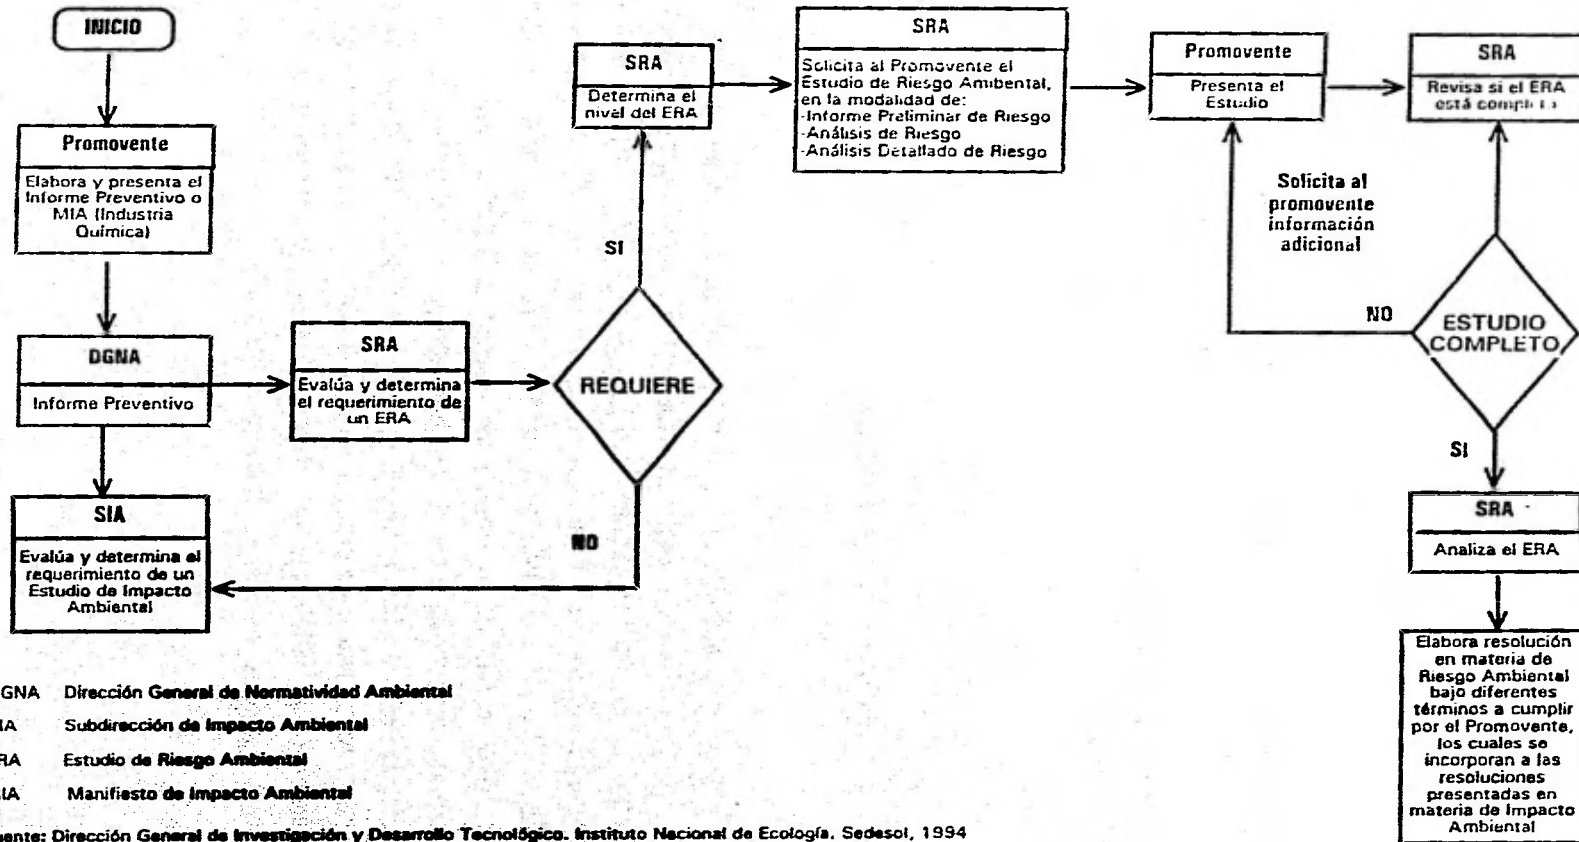 INICIO
Promovente
Elabora y presenta el
Informe Preventivo o
MIA (Industria
Química)
DGNA
Informe Preventivo
SIA
Evalúa y determina el
requerimiento de un
Estudio de Impacto
Ambiental
SRA
Evalúa y determina
el requerimiento de
un ERA
REQUIERE
SI
NO
SRA
Determina el
nivel del ERA
SRA
Solicita al Promovente el
Estudio de Riesgo Ambiental,
en la modalidad de:
-Informe Preliminar de Riesgo
-Análisis de Riesgo
-Análisis Detallado de Riesgo
Promovente
Presenta el
Estudio
SRA
Revisa si el ERA
está completo
Solicita al
promovente
información
adicional
NO
ESTUDIO
COMPLETO
SI
SRA
Analiza el ERA
Elabora resolución
en materia de
Riesgo Ambiental
bajo diferentes
términos a cumplir
por el Promovente,
los cuales se
incorporan a las
resoluciones
presentadas en
materia de Impacto
Ambiental
GNA Dirección General de Normatividad Ambiental
IA Subdirección de Impacto Ambiental
RA Estudio de Riesgo Ambiental
IA Manifiesto de Impacto Ambiental
ente: Dirección General de Investigación y Desarrollo Tecnológico. Instituto Nacional de Ecología. Sedesol, 1994